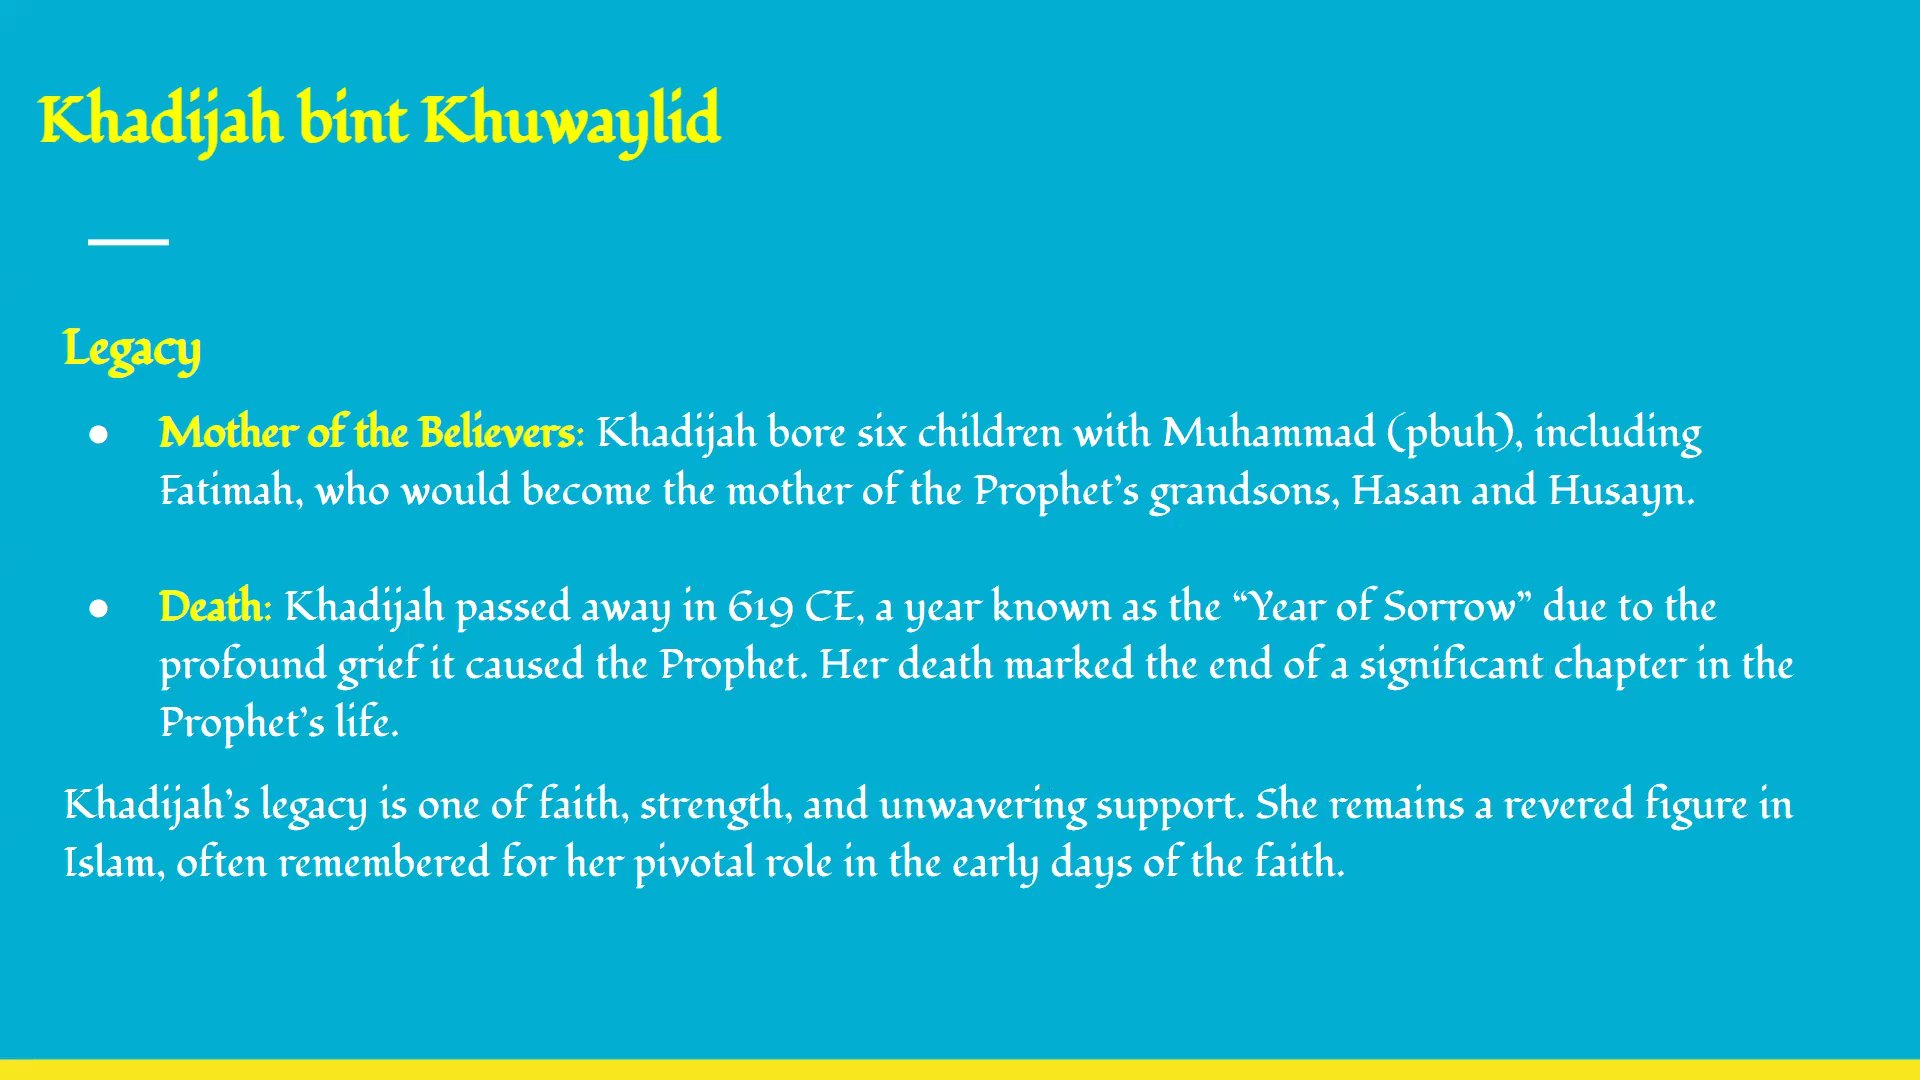 Khadijah bint Khuwaylid
Legacy
● Mother of the Believers: Khadijah bore six children with Muhammad (pbuh), including
Fatimah, who would become the mother of the Prophet’s grandsons, Hasan and Husayn.
● Death: Khadijah passed away in 619 CE, a year known as the “Year of Sorrow” due to the
profound grief it caused the Prophet. Her death marked the end of a significant chapter in the
Prophet’s life.
Khadijah’s legacy is one of faith, strength, and unwavering support. She remains a revered figure in
Islam, often remembered for her pivotal role in the early days of the faith.